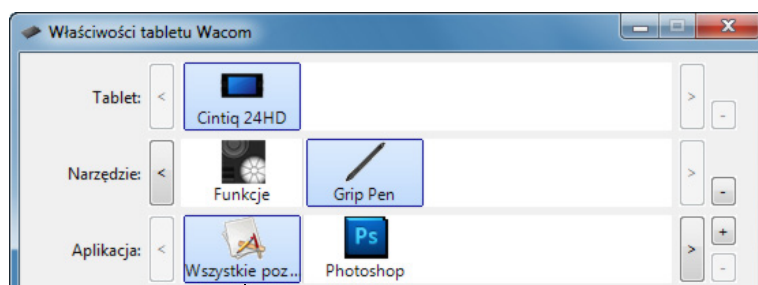 Właściwości tabletu Wacom
Tablet: < Cintiq 24HD > -
Narzędzie: < Funkcje Grip Pen > -
Aplikacja: < Wszystkie poz... Ps Photoshop > + -